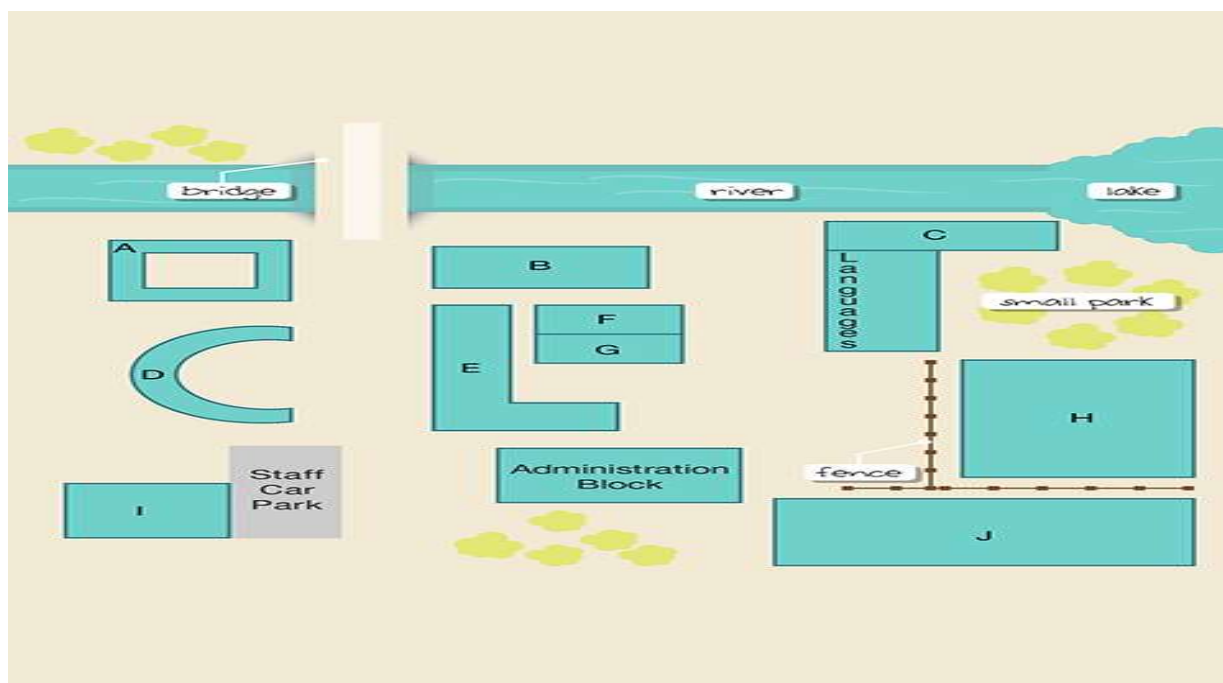 bridge
river
lake
A
B
C
Languages
small park
F
G
E
D
H
Staff
Car
Park
Administration
Block
fence
I
J